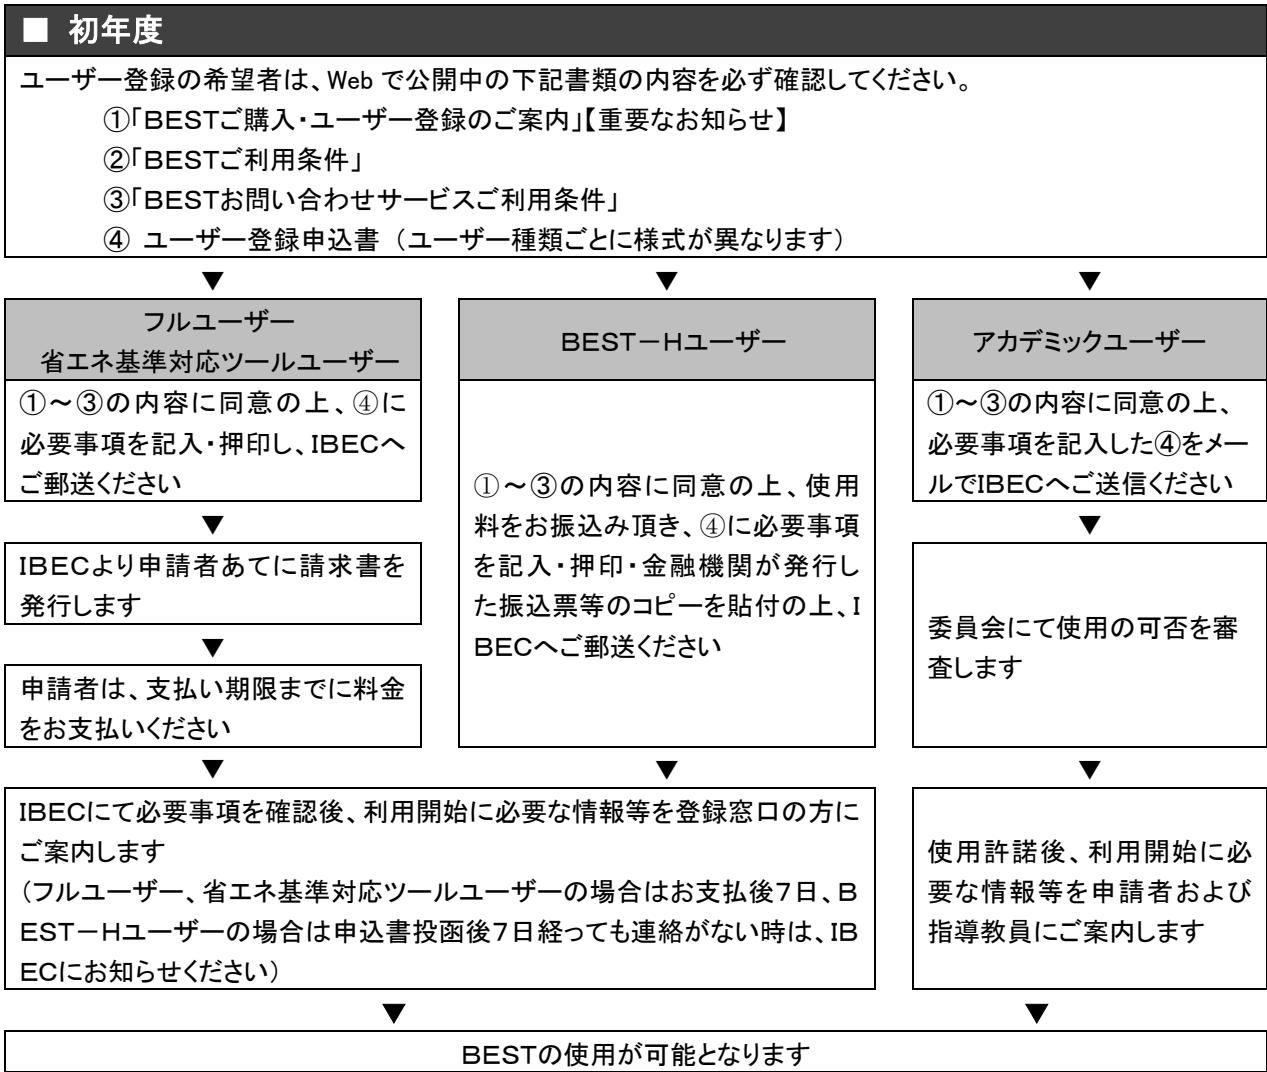 ■ 初年度
ユーザー登録の希望者は、Web で公開中の下記書類の内容を必ず確認してください。
①「BESTご購入・ユーザー登録のご案内」【重要なお知らせ】
②「BESTご利用条件」
③「BESTお問い合わせサービスご利用条件」
④ ユーザー登録申込書 （ユーザー種類ごとに様式が異なります）
▼ ▼ ▼
フルユーザー
省エネ基準対応ツールユーザー
①～③の内容に同意の上、④に
必要事項を記入・押印し、IBECへ
ご郵送ください
▼
IBECより申請者あてに請求書を
発行します
▼
申請者は、支払い期限までに料金
をお支払いください
▼
BEST－Hユーザー
①～③の内容に同意の上、使用
料をお振込み頂き、④に必要事項
を記入・押印・金融機関が発行し
た振込票等のコピーを貼付の上、I
BECへご郵送ください
▼
IBECにて必要事項を確認後、利用開始に必要な情報等を登録窓口の方に
ご案内します
（フルユーザー、省エネ基準対応ツールユーザーの場合はお支払後７日、B
EST－Hユーザーの場合は申込書投函後７日経っても連絡がない時は、IB
ECにお知らせください）
▼
アカデミックユーザー
①～③の内容に同意の上、
必要事項を記入した④をメー
ルでIBECへご送信ください
▼
委員会にて使用の可否を審
査します
▼
使用許諾後、利用開始に必
要な情報等を申請者および
指導教員にご案内します
▼
BESTの使用が可能となります